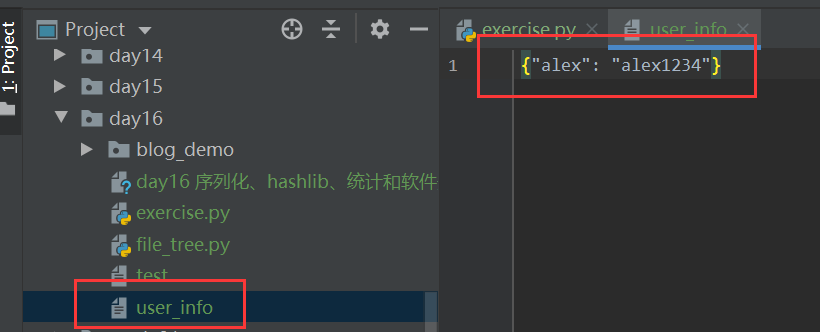 1: Project
Project
day14
day15
day16
blog_demo
day16 序列化、hashlib、统计和软件
exercise.py
file_tree.py
test
user_info
exercise.py
user_info
1
{"alex": "alex1234"}